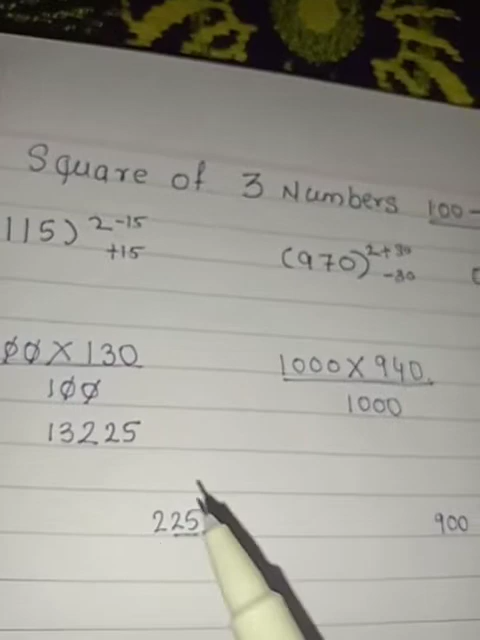 Square of 3 Numbers 100-
115)² -15 +15
(970)² +30 -30
00 X 130
100
13225
1000 X 940
1000
225
900